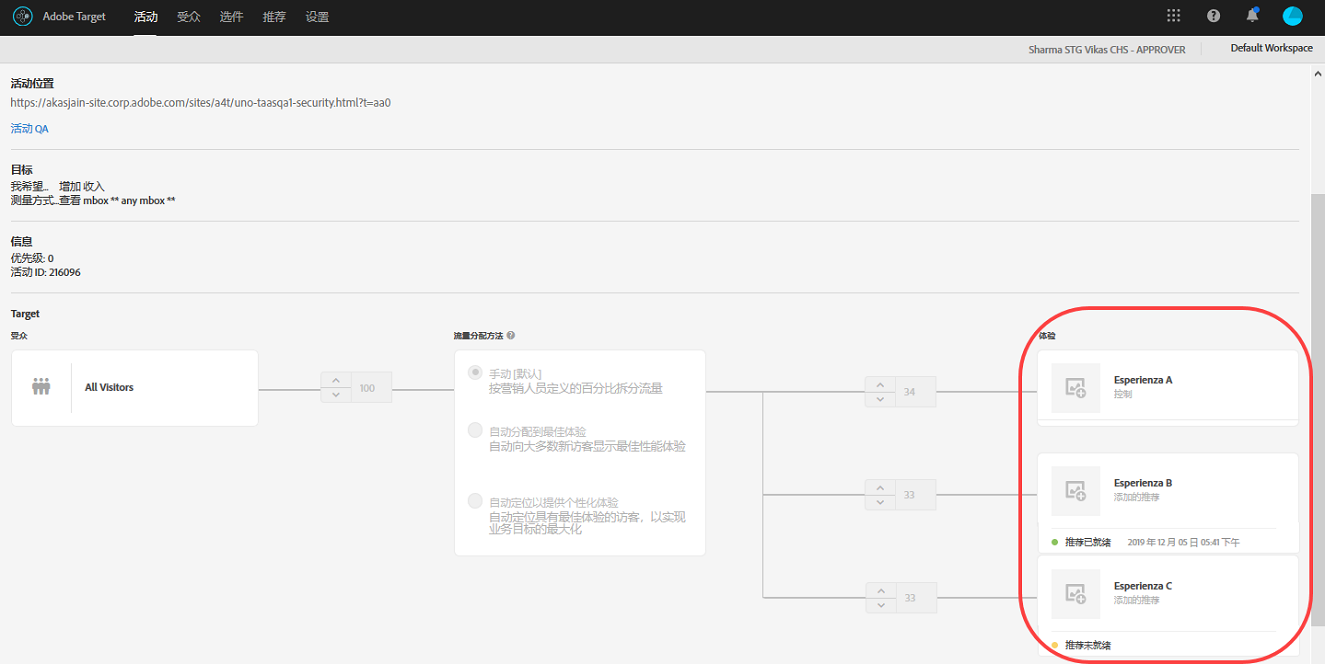 Adobe Target 活动 受众 选件 推荐 设置
Sharma STG Vikas CHS - APPROVER Default Workspace
活动位置
https://akasjain-site.corp.adobe.com/sites/a4t/uno-taasqa1-security.html?t=aa0
活动 QA
目标
我希望... 增加 收入
测量方式...查看 mbox ** any mbox **
信息
优先级: 0
活动 ID: 216096
Target
受众
All Visitors
100
流量分配方法
手动 [默认]
按营销人员定义的百分比拆分流量
自动分配到最佳体验
自动向大多数新访客显示最佳性能体验
自动定位以提供个性化体验
自动定位具有最佳体验的访客，以实现
业务目标的最大化
34
33
33
体验
Esperienza A
控制
Esperienza B
添加的推荐
推荐已就绪 2019 年 12 月 05 日 05:41 下午
Esperienza C
添加的推荐
推荐未就绪